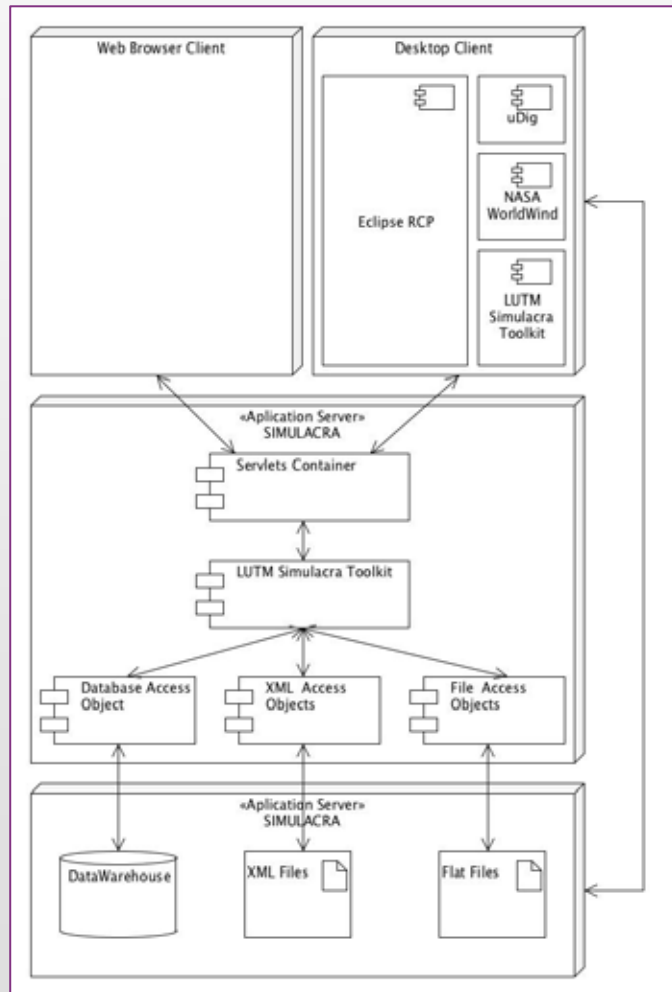 Web Browser Client
Desktop Client
Eclipse RCP
uDig
NASA
WorldWind
LUTM
Simulacra
Toolkit
«Aplication Server»
SIMULACRA
Servlets Container
LUTM Simulacra Toolkit
Database Access
Object
XML Access
Objects
File Access
Objects
«Aplication Server»
SIMULACRA
DataWarehouse
XML Files
Flat Files